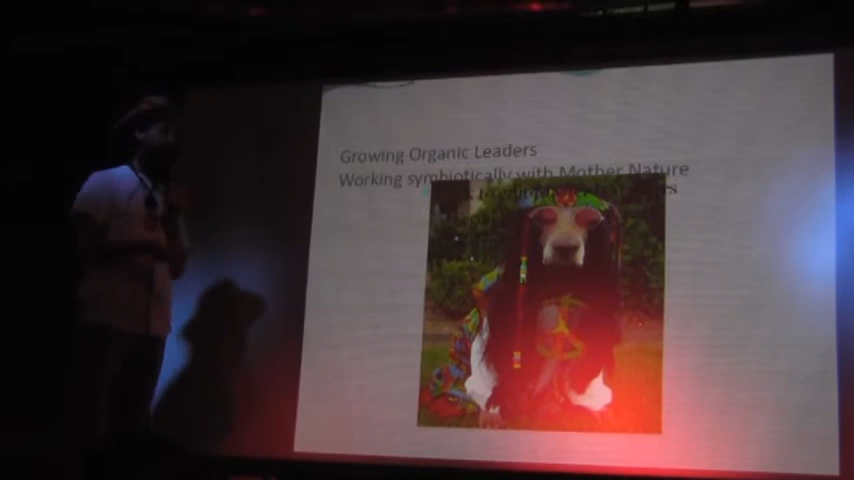 Growing Organic Leaders
Working symbiotically with Mother Nature